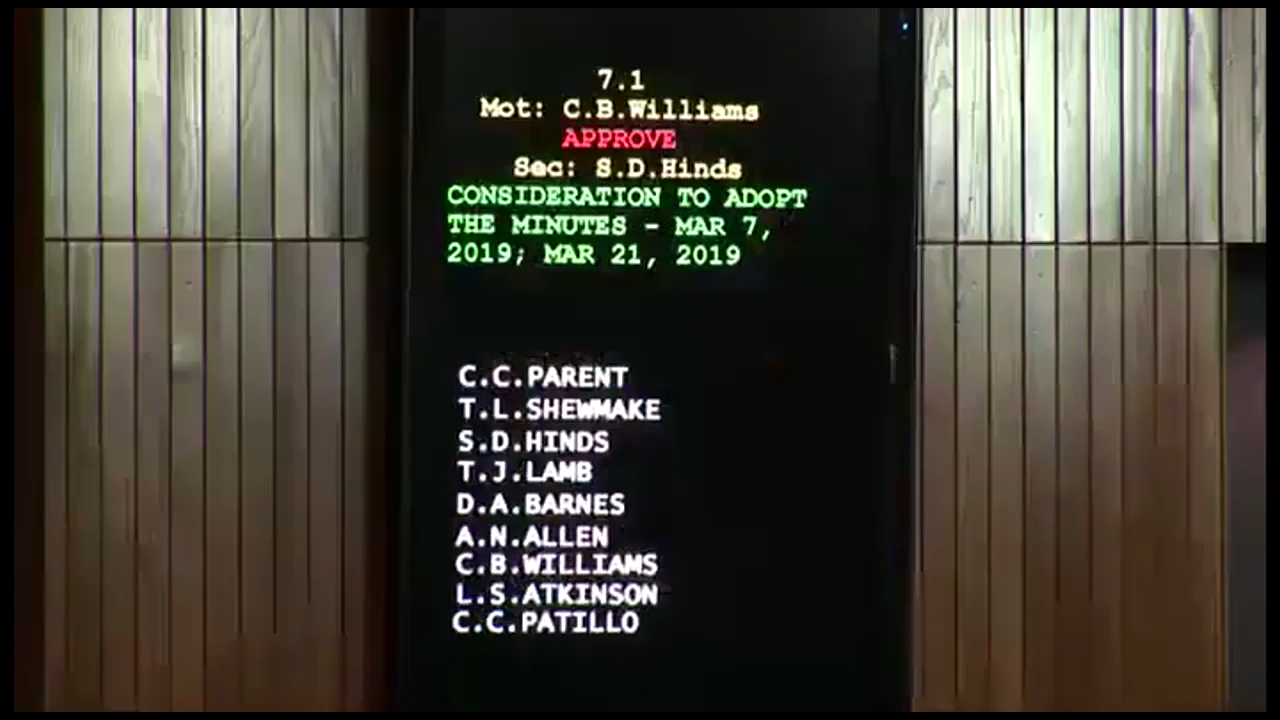 7.1
Mot: C.B.Williams
APPROVE
Sec: S.D.Hinds
CONSIDERATION TO ADOPT
THE MINUTES - MAR 7,
2019; MAR 21, 2019
C.C.PARENT
T.L.SHEWMAKE
S.D.HINDS
T.J.LAMB
D.A.BARNES
A.N.ALLEN
C.B.WILLIAMS
L.S.ATKINSON
C.C.PATILLO